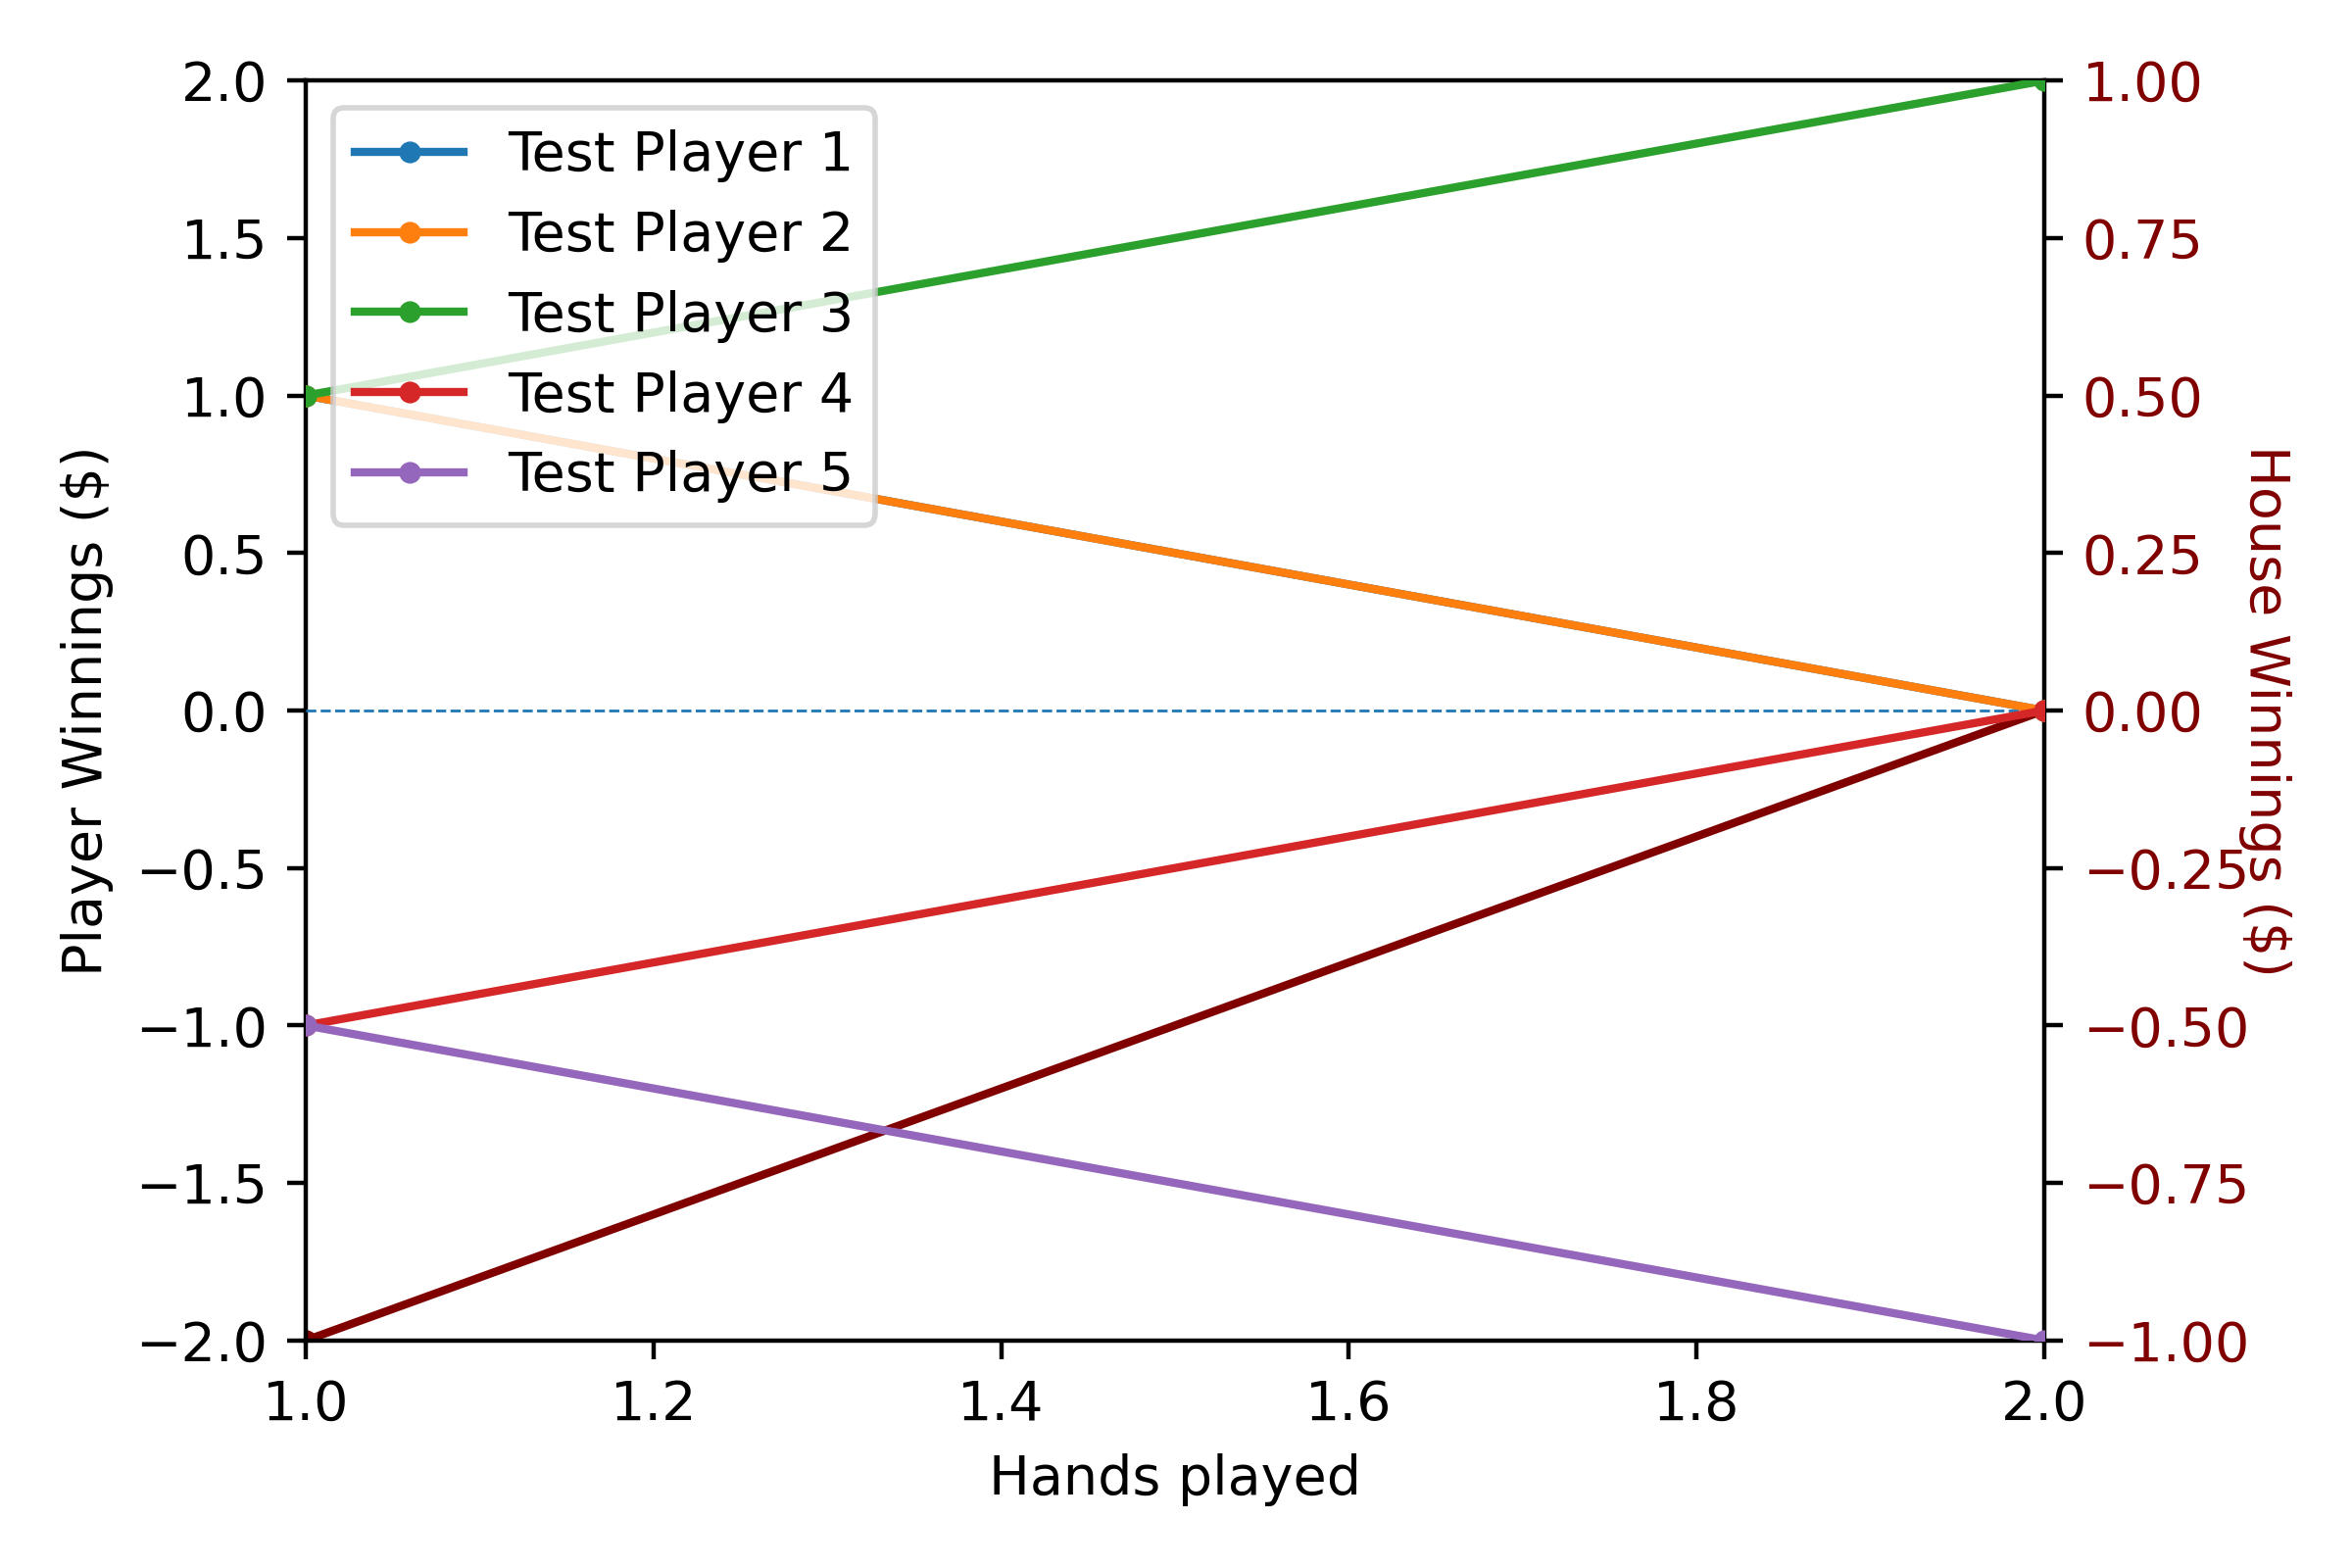 2.0
1.5
1.0
0.5
0.0
−0.5
−1.0
−1.5
−2.0
Player Winnings ($)
Test Player 1
Test Player 2
Test Player 3
Test Player 4
Test Player 5
1.00
0.75
0.50
0.25
0.00
−0.25
−0.50
−0.75
−1.00
House Winnings ($)
1.0 1.2 1.4 1.6 1.8 2.0
Hands played